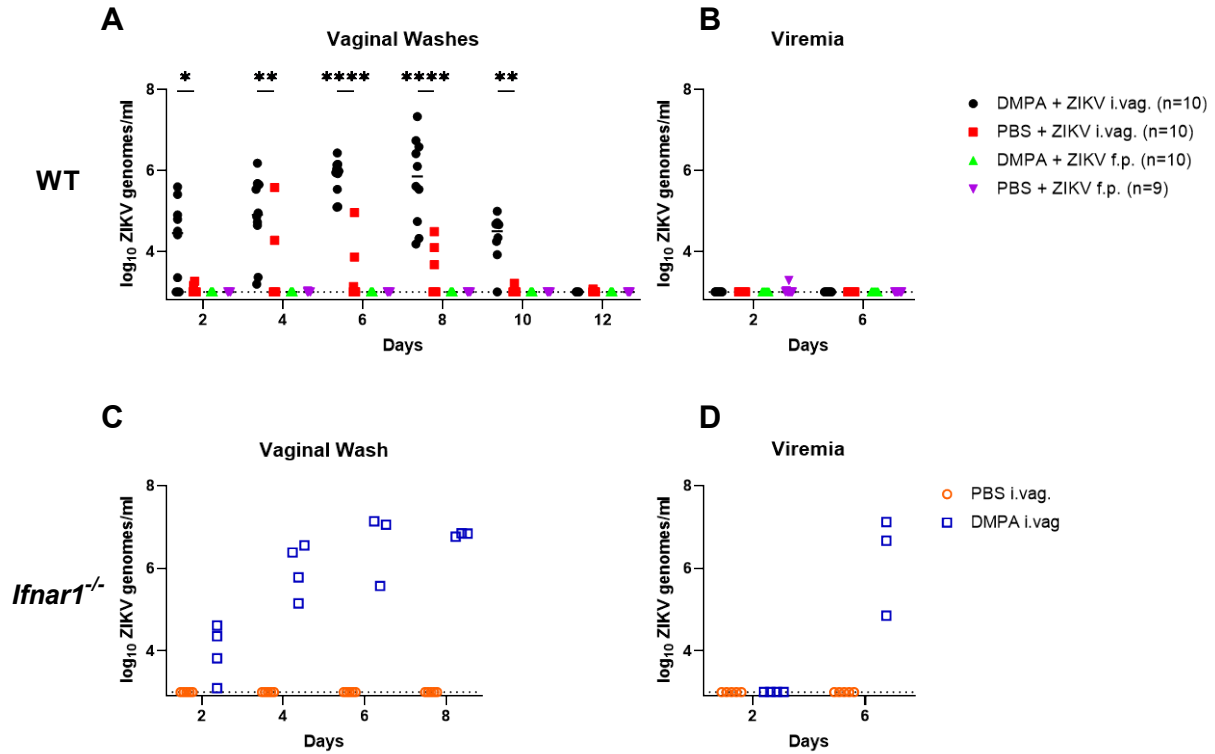 A
Vaginal Washes
B
Viremia
* ** **** **** **
8
6
4
2 4 6 8 10 12
Days
log10 ZIKV genomes/ml
WT
8
6
4
2 6
Days
log10 ZIKV genomes/ml
DMPA + ZIKV i.vag. (n=10)
PBS + ZIKV i.vag. (n=10)
DMPA + ZIKV f.p. (n=10)
PBS + ZIKV f.p. (n=9)
C
Vaginal Wash
D
Viremia
8
6
4
2 4 6 8
Days
log10 ZIKV genomes/ml
Ifnar1-/-
8
6
4
2 6
Days
log10 ZIKV genomes/ml
PBS i.vag.
DMPA i.vag